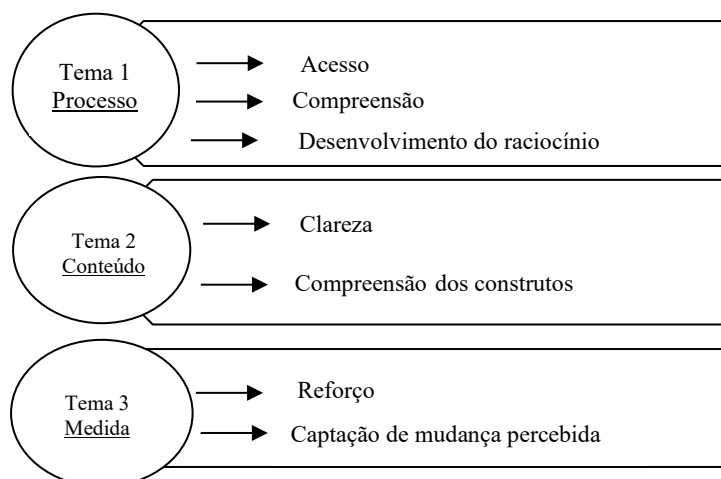 Tema 1
Processo
Acesso
Compreensão
Desenvolvimento do raciocínio
Tema 2
Conteúdo
Clareza
Compreensão dos construtos
Tema 3
Medida
Reforço
Captação de mudança percebida